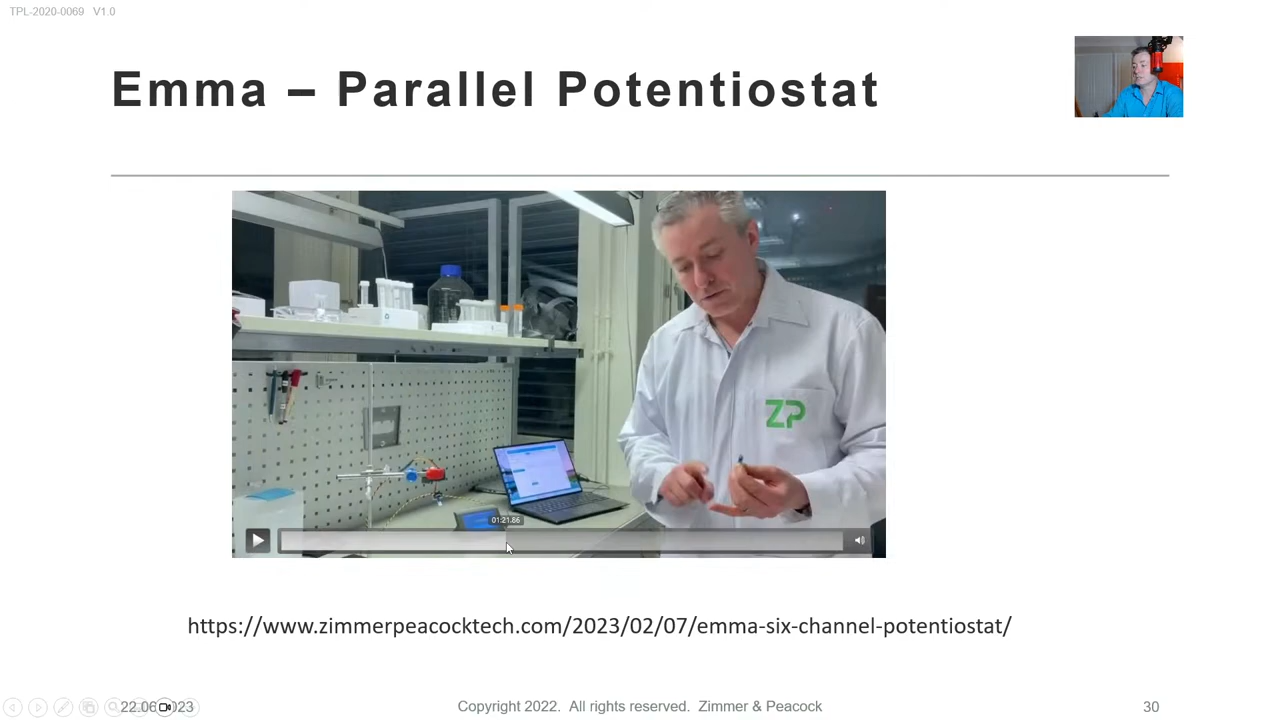 TPL-2020-0069 V1.0
Emma – Parallel Potentiostat
ZP
01:21.86
https://www.zimmerpeacocktech.com/2023/02/07/emma-six-channel-potentiostat/
22.06 023
Copyright 2022. All rights reserved. Zimmer & Peacock
30